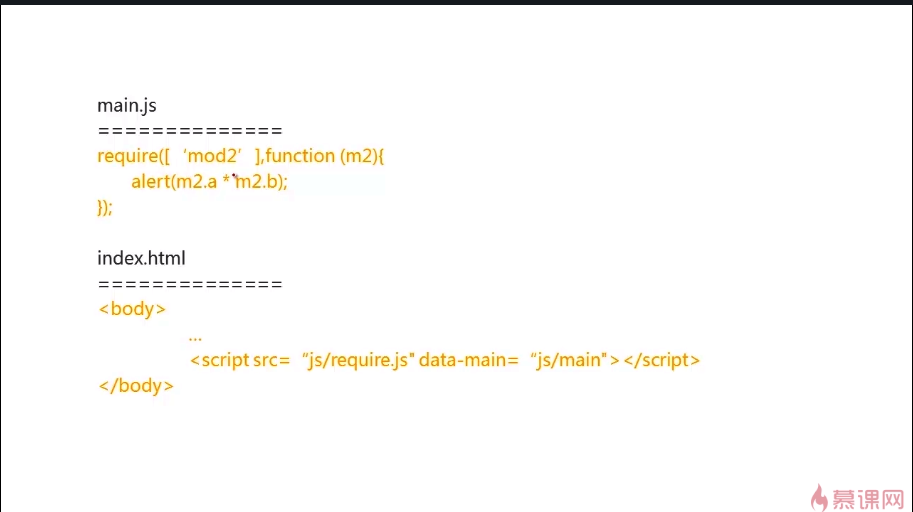 main.js
==============
require([ ‘mod2’ ],function (m2){
alert(m2.a * m2.b);
});
index.html
==============
<body>
...
<script src= “js/require.js" data-main= “js/main"></script>
</body>
慕课网